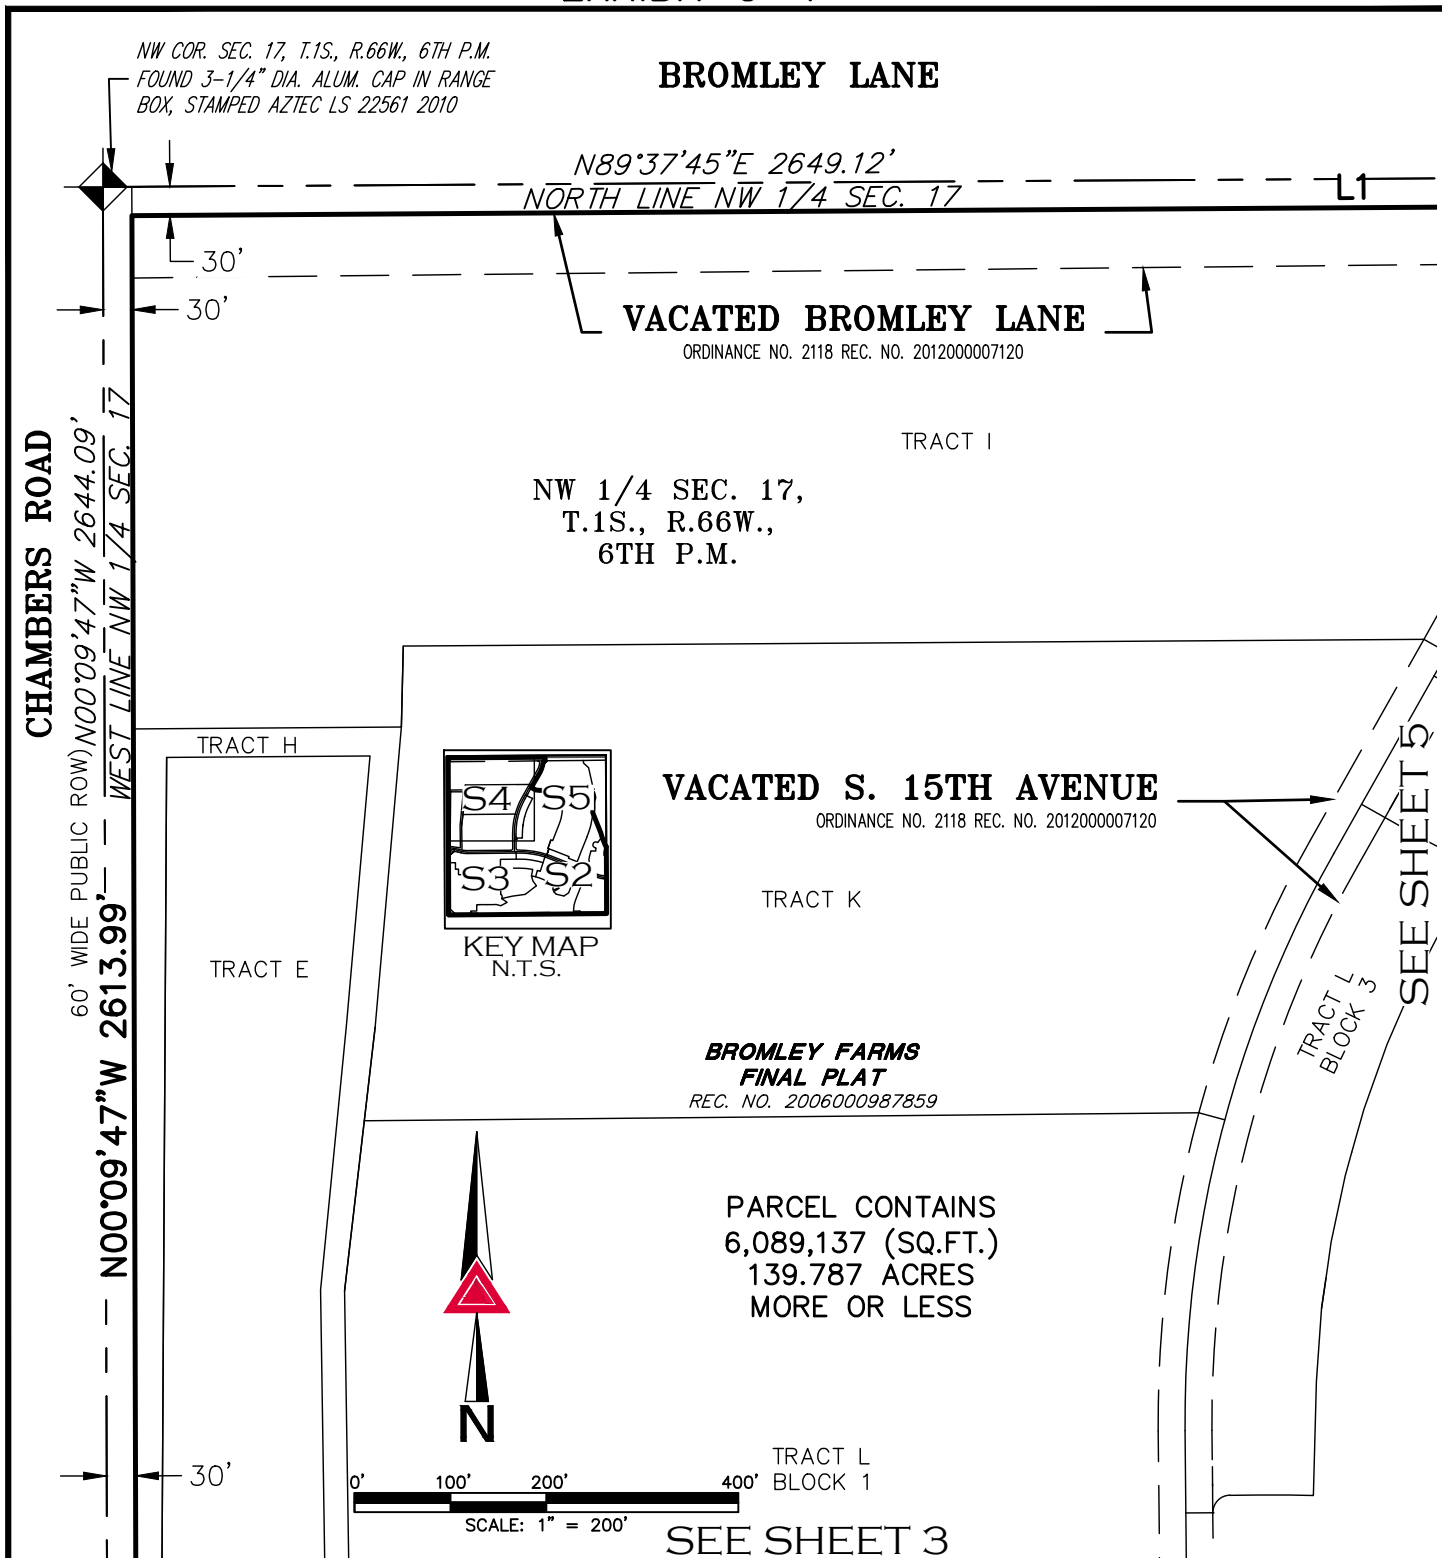 NW COR. SEC. 17, T.1S., R.66W., 6TH P.M.
FOUND 3-1/4" DIA. ALUM. CAP IN RANGE
BOX, STAMPED AZTEC LS 22561 2010
BROMLEY LANE
N89°37'45"E 2649.12'
NORTH LINE NW 1/4 SEC. 17
L1
30'
30'
VACATED BROMLEY LANE
ORDINANCE NO. 2118 REC. NO. 2012000007120
TRACT I
NW 1/4 SEC. 17,
T.1S., R.66W.,
6TH P.M.
CHAMBERS ROAD
60' WIDE PUBLIC ROW)
N00°09'47"W 2644.09'
WEST LINE NW 1/4 SEC. 17
N00°09'47"W 2613.99'
TRACT H
S4
S5
S3
S2
KEY MAP
N.T.S.
VACATED S. 15TH AVENUE
ORDINANCE NO. 2118 REC. NO. 2012000007120
SEE SHEET 5
TRACT K
TRACT E
TRACT L
BLOCK 3
BROMLEY FARMS
FINAL PLAT
REC. NO. 2006000987859
PARCEL CONTAINS
6,089,137 (SQ.FT.)
139.787 ACRES
MORE OR LESS
N
30'
TRACT L
BLOCK 1
0' 100' 200' 400'
SCALE: 1" = 200'
SEE SHEET 3